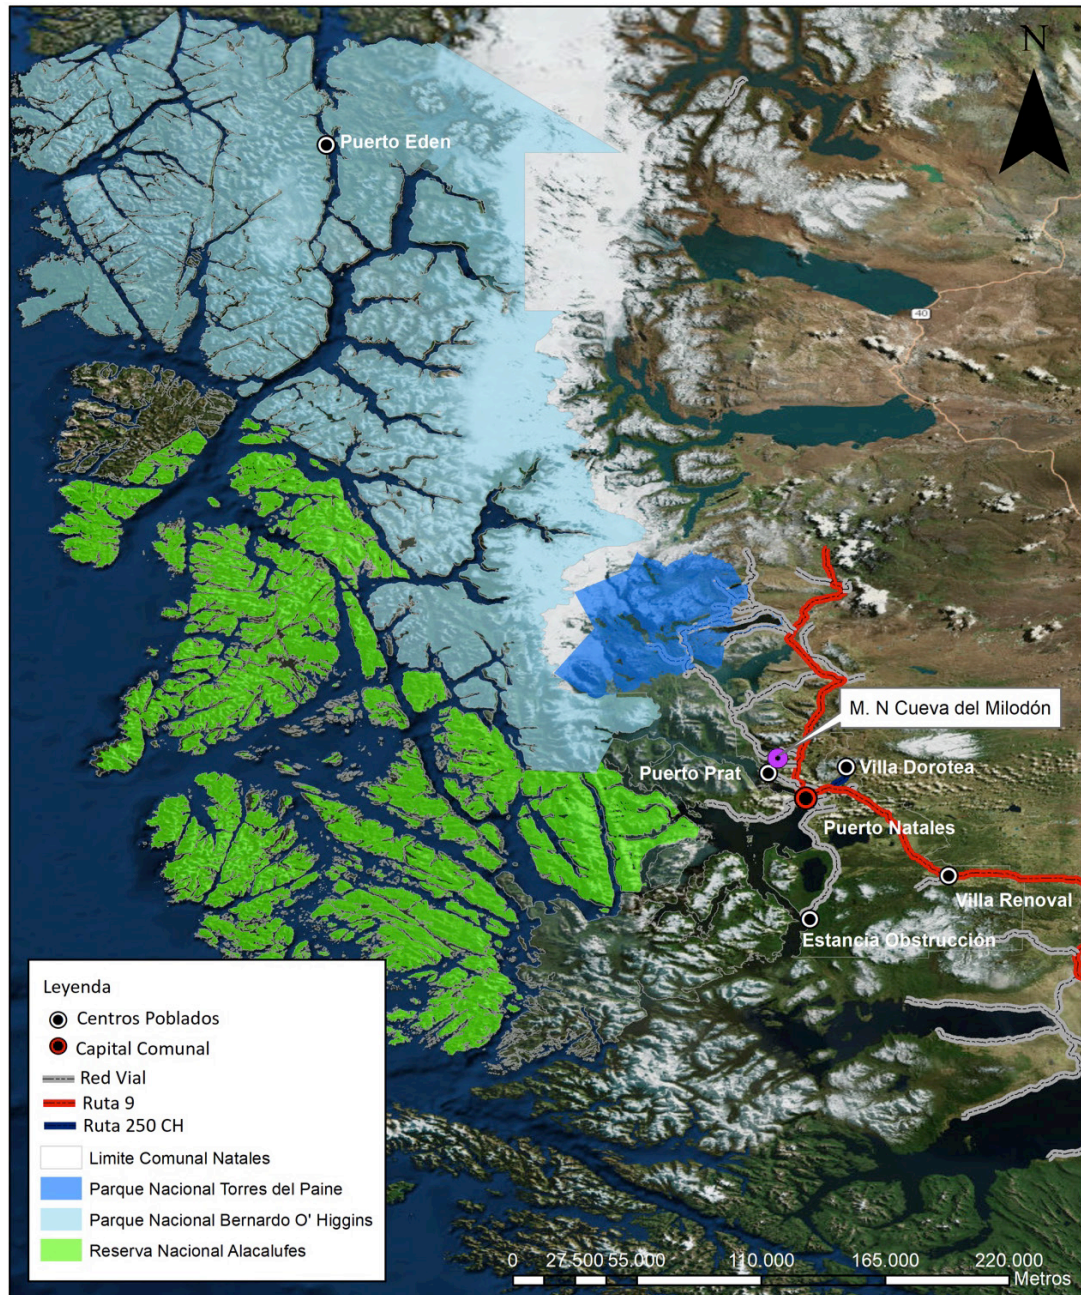 N
Puerto Eden
40
M. N Cueva del Milodón
Puerto Prat
Villa Dorotea
Puerto Natales
Villa Renoval
Estancia Obstrucción
Leyenda
Centros Poblados
Capital Comunal
Red Vial
Ruta 9
Ruta 250 CH
Limite Comunal Natales
Parque Nacional Torres del Paine
Parque Nacional Bernardo O' Higgins
Reserva Nacional Alacalufes
0 27.500 55.000 110.000 165.000 220.000
Metros